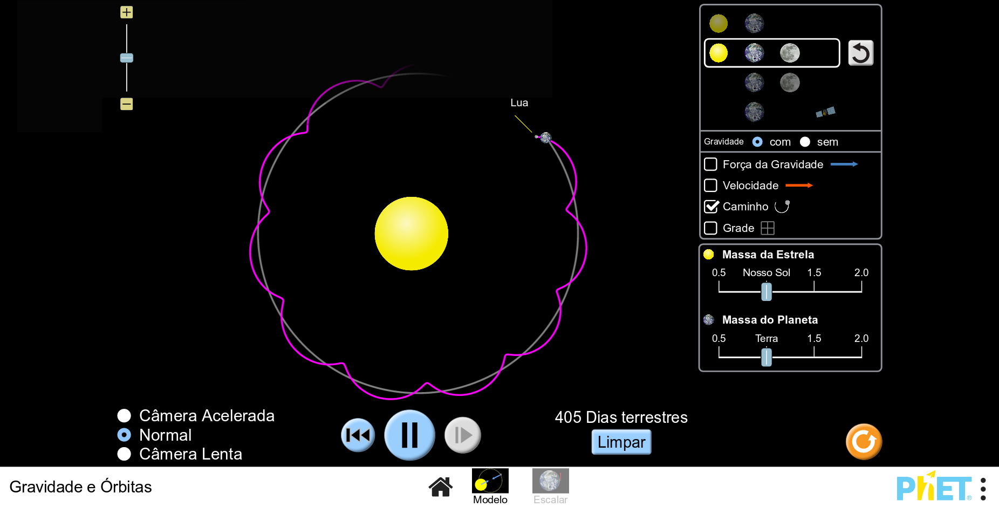 +
−
Lua
Gravidade com sem
Força da Gravidade
Velocidade
Caminho
Grade
Massa da Estrela
0.5 Nosso Sol 1.5 2.0
Massa do Planeta
0.5 Terra 1.5 2.0
Câmera Acelerada
Normal
Câmera Lenta
405 Dias terrestres
Limpar
Gravidade e Órbitas
Modelo
Escalar
PhET®